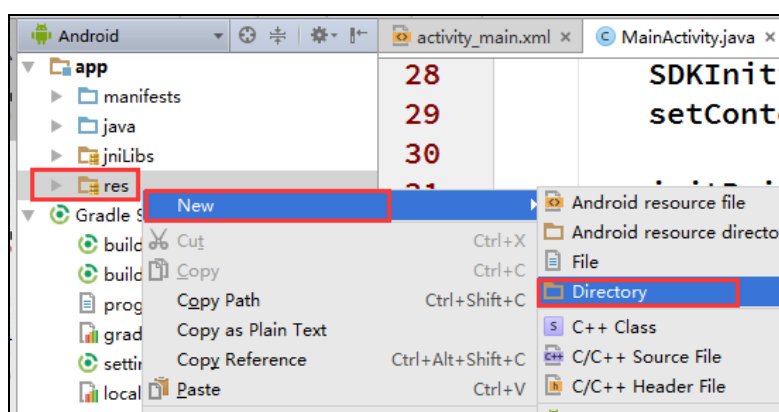 Android
activity_main.xml
MainActivity.java
app
manifests
java
jniLibs
res
Gradle S
build
build
prog
grad
settin
local
28
SDKInit
29
setCont
30
New
Cut
Ctrl+X
Copy
Ctrl+C
Copy Path
Ctrl+Shift+C
Copy as Plain Text
Copy Reference
Ctrl+Alt+Shift+C
Paste
Ctrl+V
Android resource file
Android resource directo
File
Directory
C++ Class
C/C++ Source File
C/C++ Header File